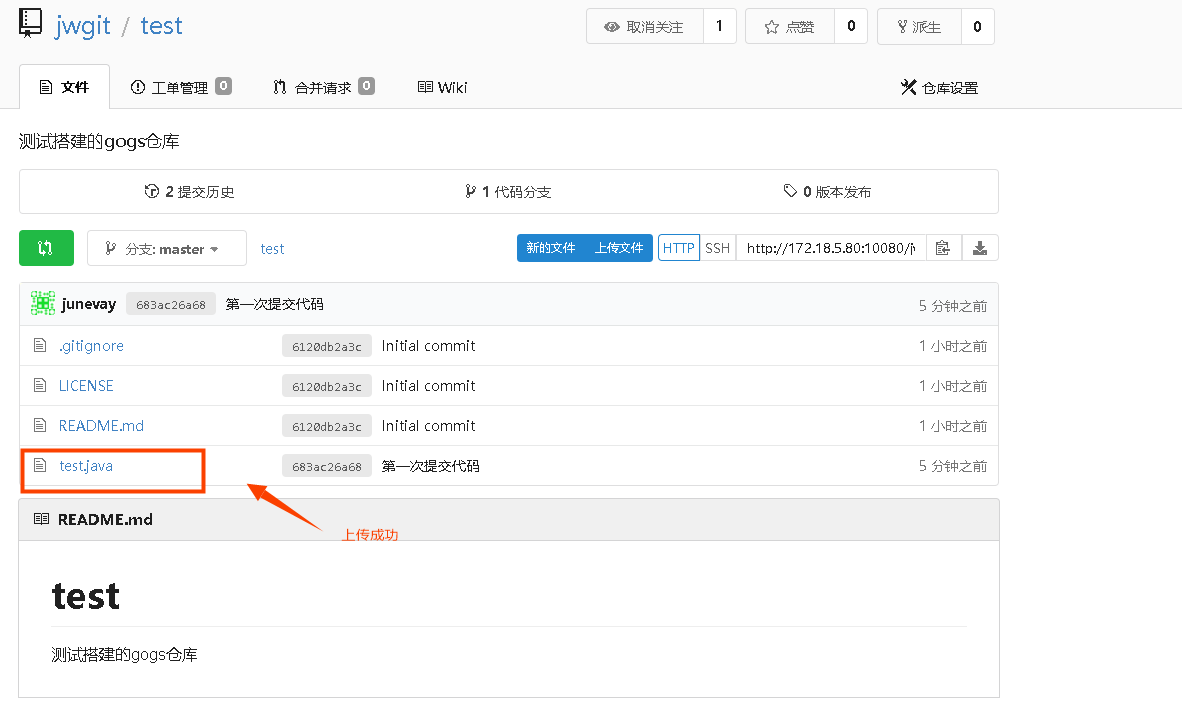 jwgit / test
取消关注 1 点赞 0 派生 0
文件 工单管理 0 合并请求 0 Wiki 仓库设置
测试搭建的gogs仓库
2 提交历史 1 代码分支 0 版本发布
分支: master test 新的文件 上传文件 HTTP SSH http://172.18.5.80:10080/j
junevay 683ac26a68 第一次提交代码 5 分钟之前
.gitignore 6120db2a3c Initial commit 1 小时之前
LICENSE 6120db2a3c Initial commit 1 小时之前
README.md 6120db2a3c Initial commit 1 小时之前
test.java 683ac26a68 第一次提交代码 5 分钟之前
README.md
上传成功
test
测试搭建的gogs仓库